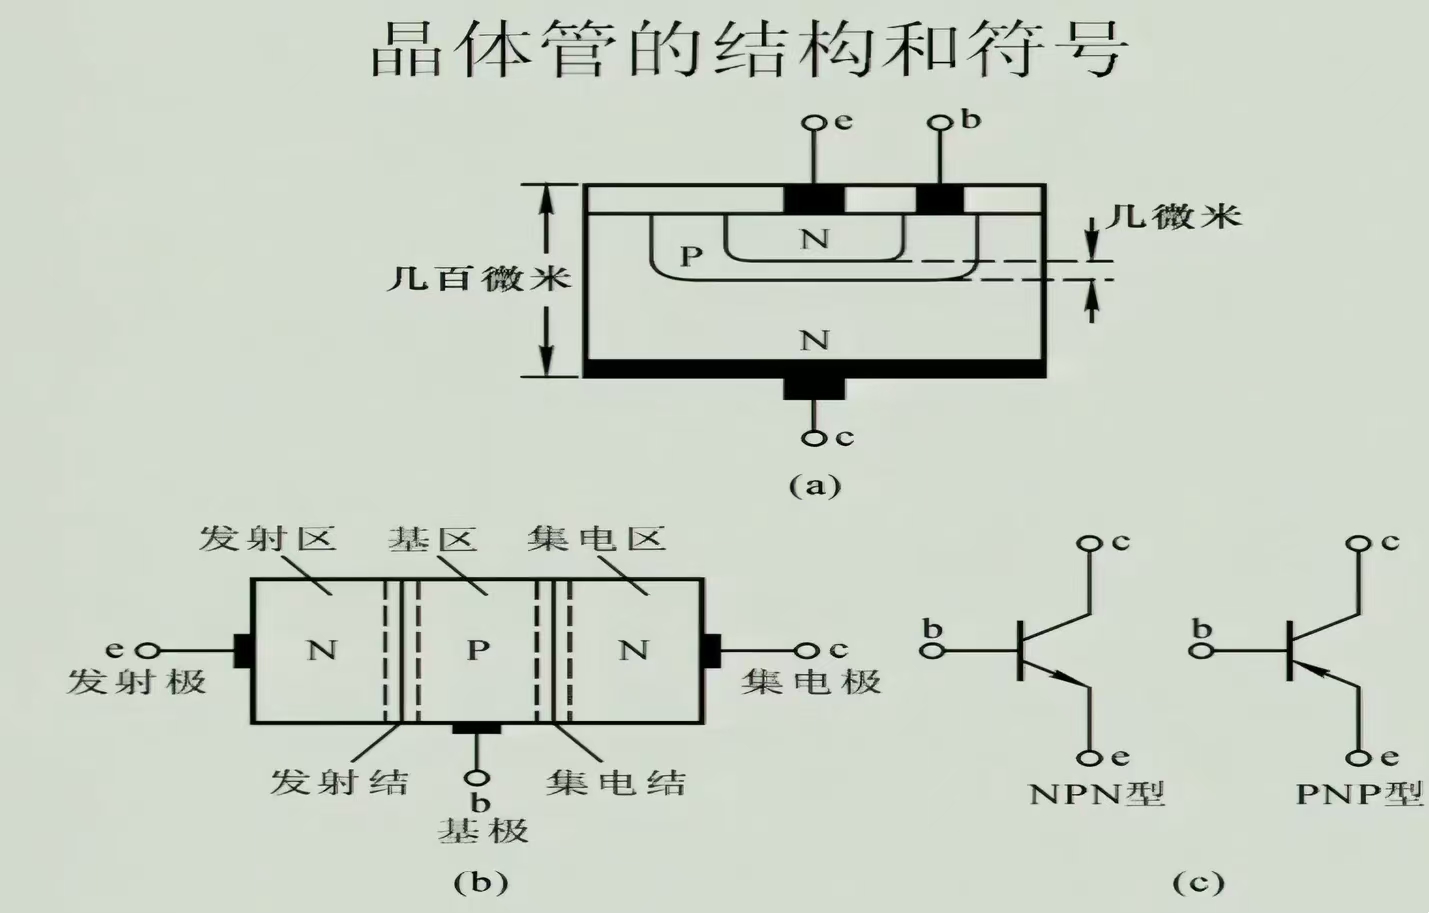 晶体管的结构和符号
e
b
几微米
N
P
几百微米
N
c
(a)
发射区
基区
集电区
e
N
P
N
c
发射极
集电极
发射结
集电结
b
基极
(b)
c
c
b
b
e
e
NPN型
PNP型
(c)